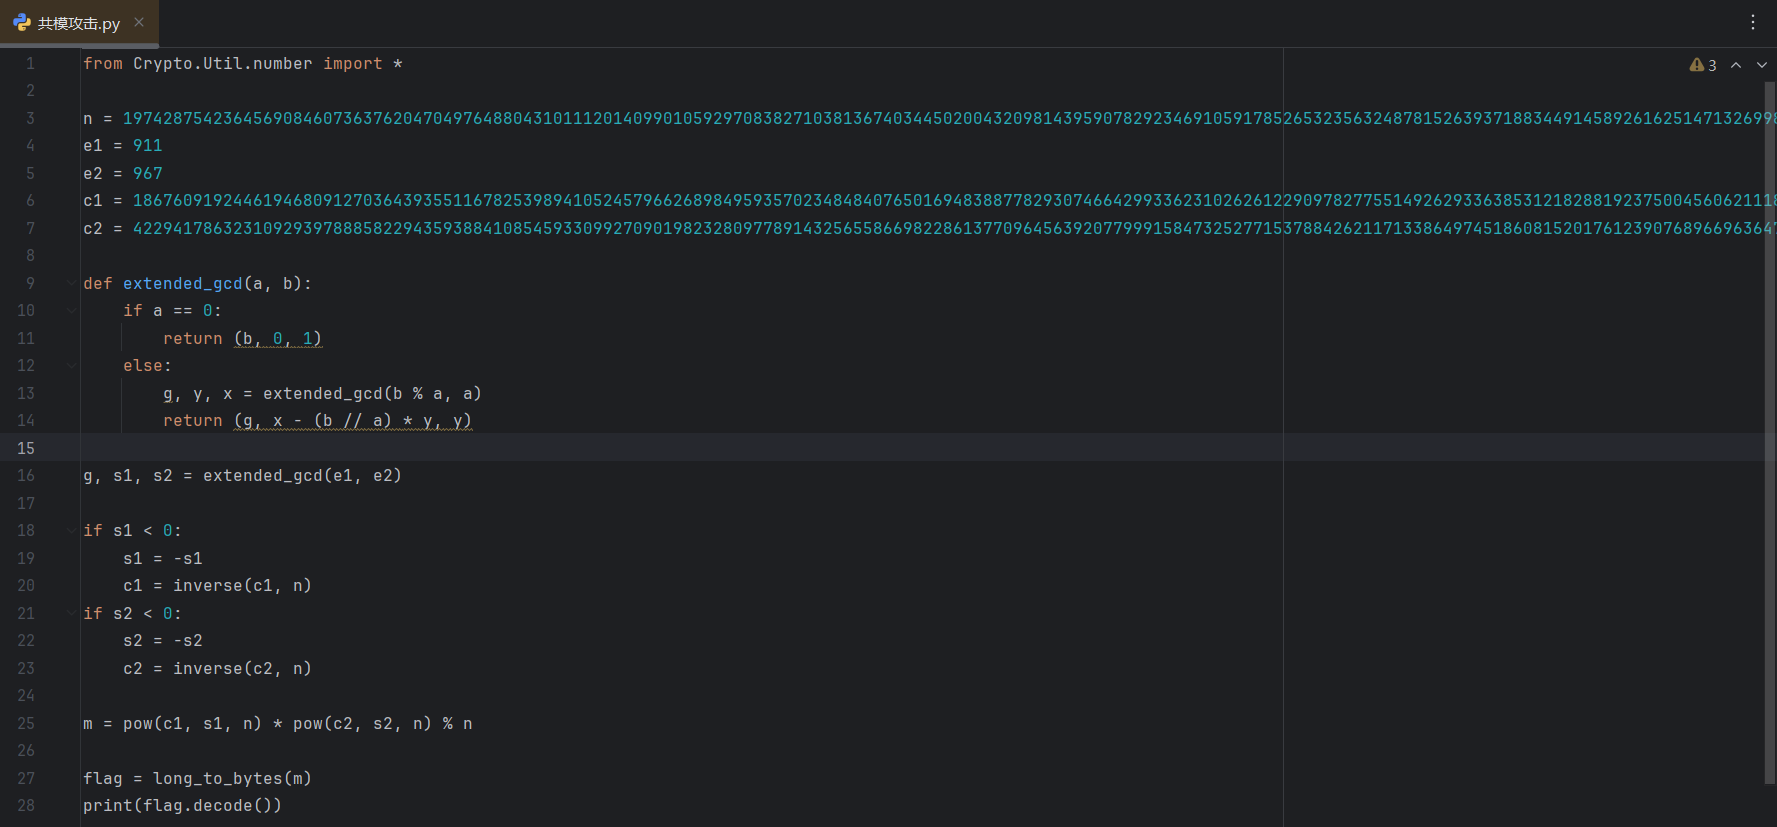 共模攻击.py
3
1 from Crypto.Util.number import *
2
3 n = 19742875423645690846073637620470497648804310111201409901059297083827103813674034450200432098143959078292346910591785265323563248781526393718834491458926162514713269984
4 e1 = 911
5 e2 = 967
6 c1 = 18676091924461946809127036439355116782539894105245796626898495935702348484076501694838877829307466429933623102626122909782775514926293363853121828819237500456062111
7 c2 = 42294178632310929397888582294359388410854593309927090198232809778914325655866982286137709645639207799915847325277153788426211713386497451860815201761239076896696364
8
9 def extended_gcd(a, b):
10     if a == 0:
11         return (b, 0, 1)
12     else:
13         g, y, x = extended_gcd(b % a, a)
14         return (g, x - (b // a) * y, y)
15
16 g, s1, s2 = extended_gcd(e1, e2)
17
18 if s1 < 0:
19     s1 = -s1
20     c1 = inverse(c1, n)
21 if s2 < 0:
22     s2 = -s2
23     c2 = inverse(c2, n)
24
25 m = pow(c1, s1, n) * pow(c2, s2, n) % n
26
27 flag = long_to_bytes(m)
28 print(flag.decode())